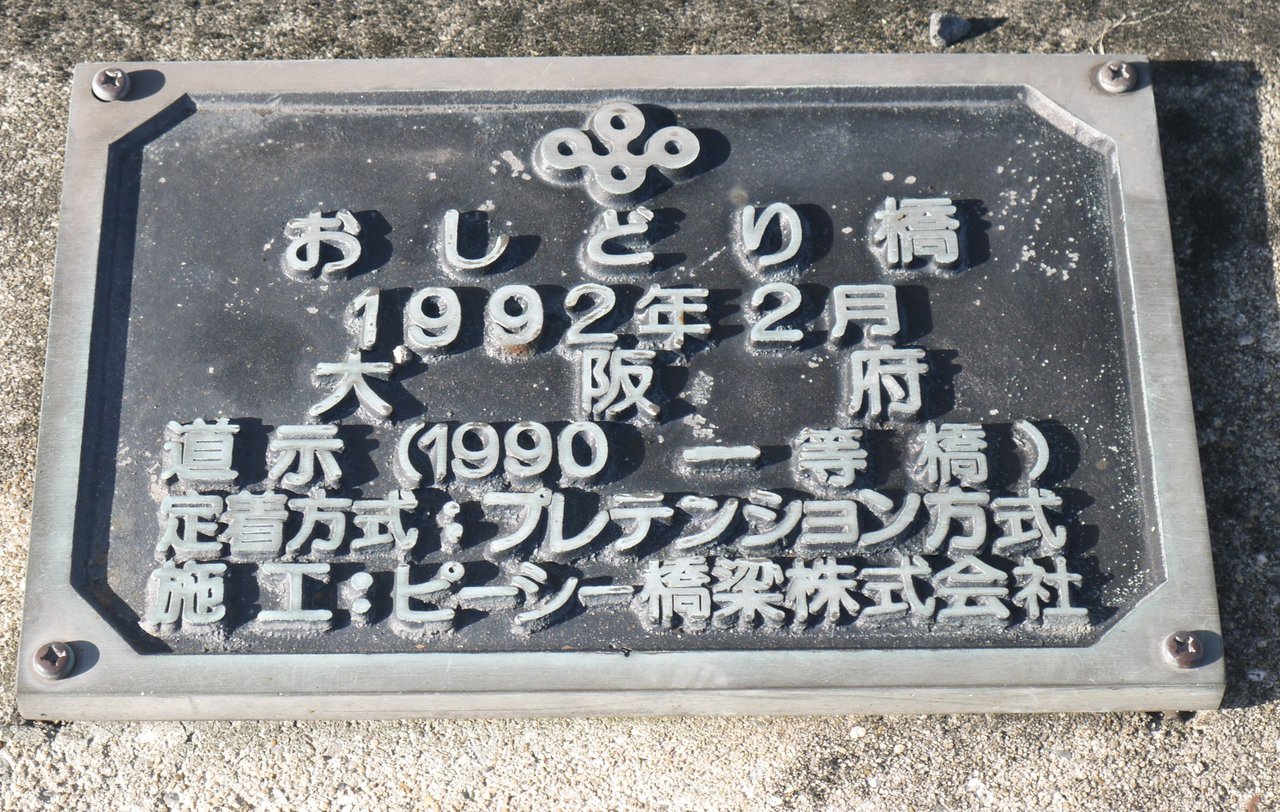 おしどり橋
1992年2月
大阪府
道示(1990 一等橋)
定着方式:プレテンション方式
施工:ピーシー橋梁株式会社